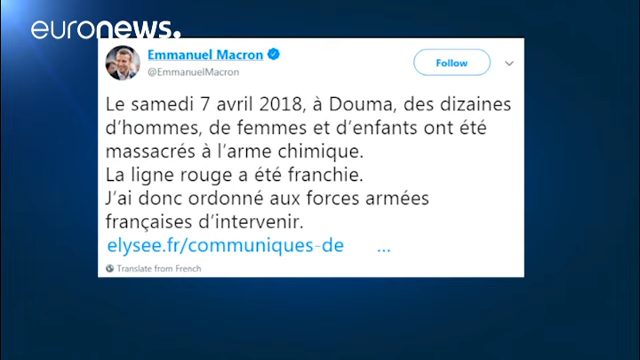 euronews.
Emmanuel Macron
@EmmanuelMacron
Follow
Le samedi 7 avril 2018, à Douma, des dizaines
d'hommes, de femmes et d'enfants ont été
massacrés à l'arme chimique.
La ligne rouge a été franchie.
J'ai donc ordonné aux forces armées
françaises d'intervenir.
elysee.fr/communiques-de ...
Translate from French